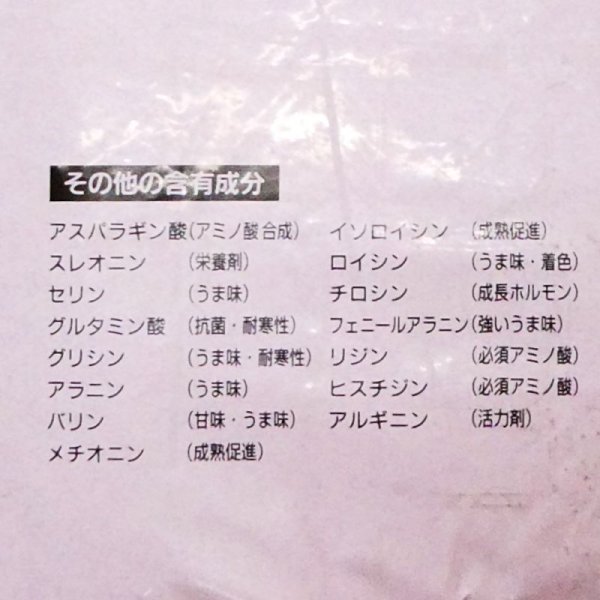 その他の含有成分
アスパラギン酸(アミノ酸合成) イソロイシン (成熟促進)
スレオニン (栄養剤) ロイシン (うま味・着色)
セリン (うま味) チロシン (成長ホルモン)
グルタミン酸 (抗菌・耐寒性) フェニールアラニン(強いうま味)
グリシン (うま味・耐寒性) リジン (必須アミノ酸)
アラニン (うま味) ヒスチジン (必須アミノ酸)
バリン (甘味・うま味) アルギニン (活力剤)
メチオニン (成熟促進)